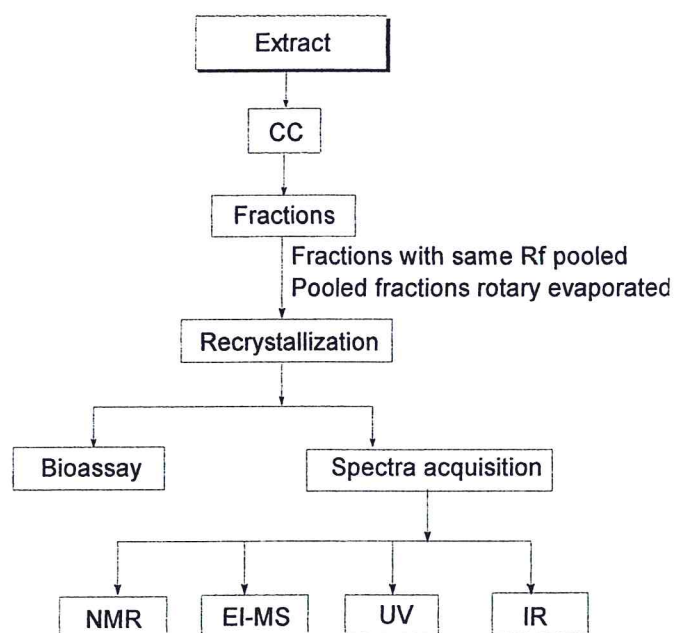 Extract
CC
Fractions
Fractions with same Rf pooled
Pooled fractions rotary evaporated
Recrystallization
Bioassay
Spectra acquisition
NMR
EI-MS
UV
IR